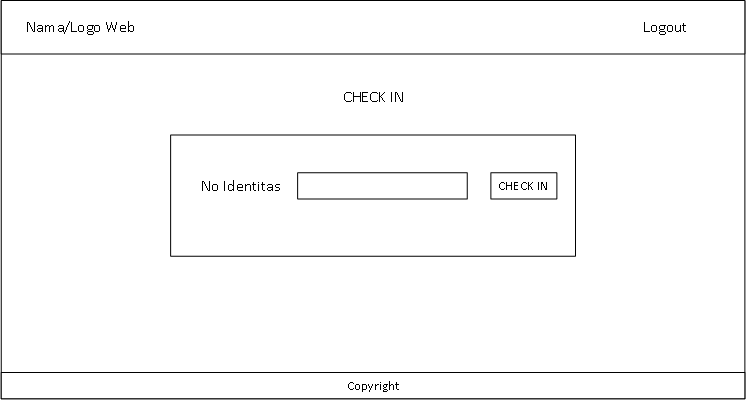 Nama/Logo Web
Logout
CHECK IN
No Identitas
CHECK IN
Copyright